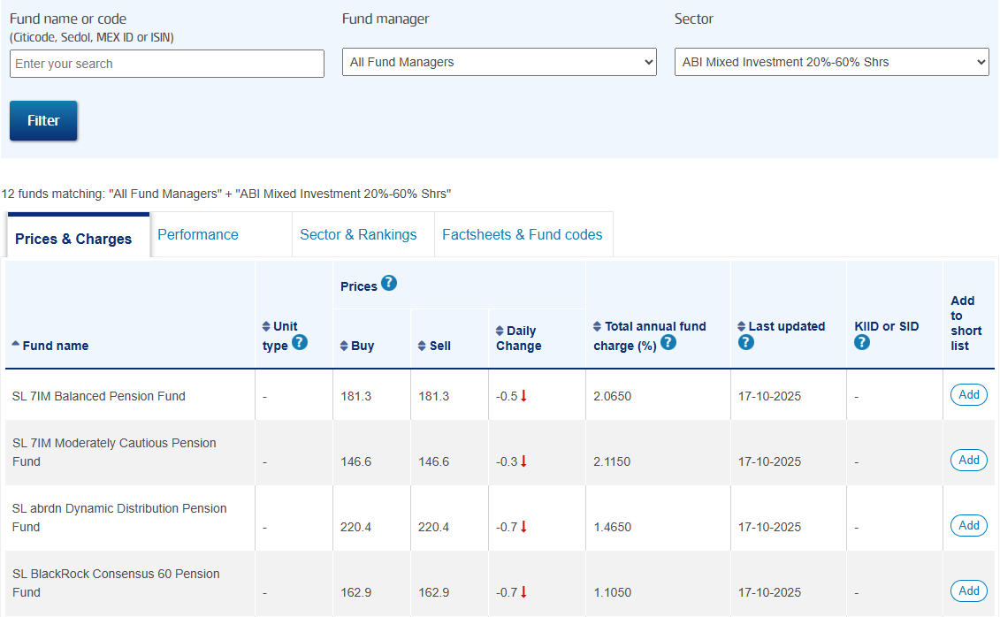 Fund name or code
(Citicode, Sedol, MEX ID or ISIN)
Enter your search
Fund manager
All Fund Managers
Sector
ABI Mixed Investment 20%-60% Shrs
Filter
12 funds matching: "All Fund Managers" + "ABI Mixed Investment 20%-60% Shrs"
Prices & Charges
Performance
Sector & Rankings
Factsheets & Fund codes
Fund name
Unit
type ?
Prices ?
Buy
Sell
Daily
Change
Total annual fund
charge (%) ?
Last updated
?
KIID or SID
?
Add
to
short
list
SL 7IM Balanced Pension Fund - 181.3 181.3 -0.5 2.0650 17-10-2025 - Add
SL 7IM Moderately Cautious Pension
Fund - 146.6 146.6 -0.3 2.1150 17-10-2025 - Add
SL abrdn Dynamic Distribution Pension
Fund - 220.4 220.4 -0.7 1.4650 17-10-2025 - Add
SL BlackRock Consensus 60 Pension
Fund - 162.9 162.9 -0.7 1.1050 17-10-2025 - Add